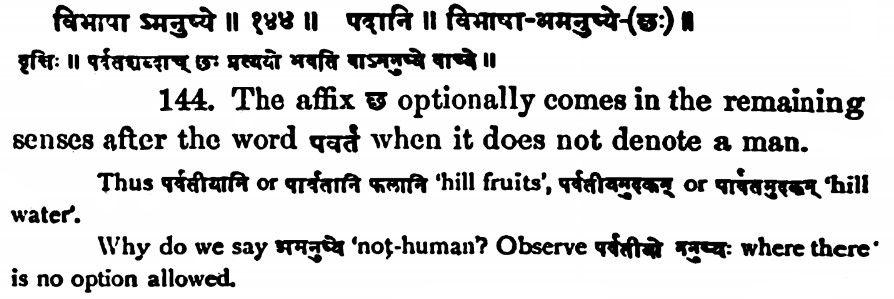 विभाषा ऽमनुष्ये ॥ १४४ ॥ पदानि ॥ विभाषा-अमनुष्ये-(छः) ॥
वृत्तिः ॥ पर्वतशब्दाच् छः प्रत्ययो भवति वाऽमनुष्ये वाच्ये ॥
144. The affix छ optionally comes in the remaining
senses after the word पवर्त when it does not denote a man.
Thus पर्वतीयानि or पार्वतानि फलानि 'hill fruits', पर्वतीयमुदकम् or पार्वतमुदकम् 'hill
water'.
Why do we say अमनुष्ये 'not-human'? Observe पर्वतीयो मनुष्यः where there
is no option allowed.